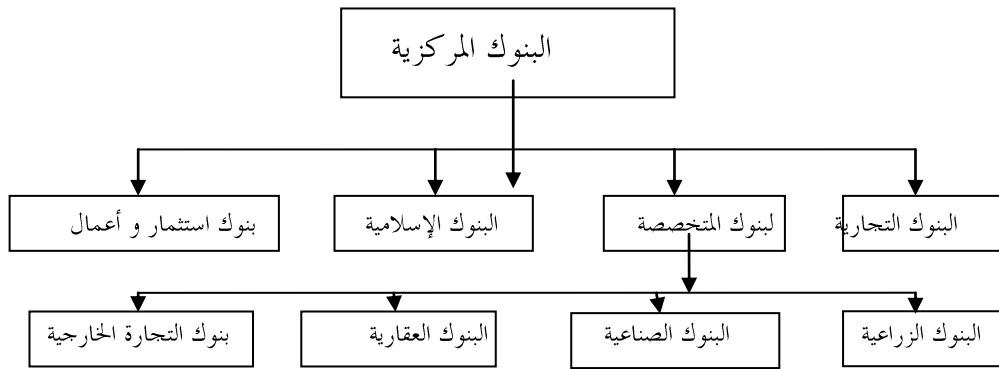 البنوك المركزية
البنوك التجارية
لبنوك المتخصصة
البنوك الإسلامية
بنوك استثمار و أعمال
البنوك الزراعية
البنوك الصناعية
البنوك العقارية
بنوك التجارة الخارجية